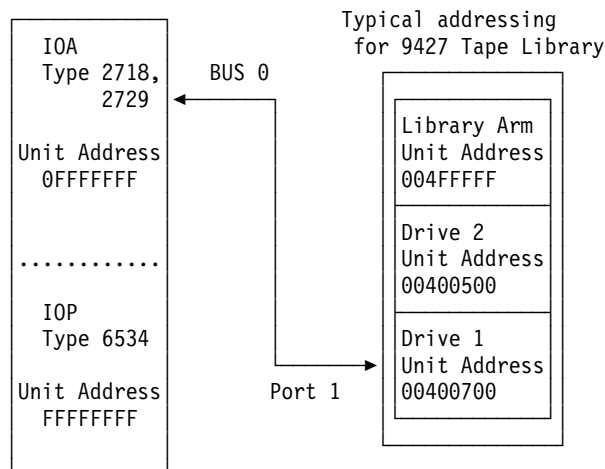 Typical addressing
for 9427 Tape Library
IOA
Type 2718,
2729
BUS 0
Unit Address
0FFFFFFF
............
IOP
Type 6534
Unit Address
FFFFFFFF
Port 1
Library Arm
Unit Address
004FFFFF
Drive 2
Unit Address
00400500
Drive 1
Unit Address
00400700